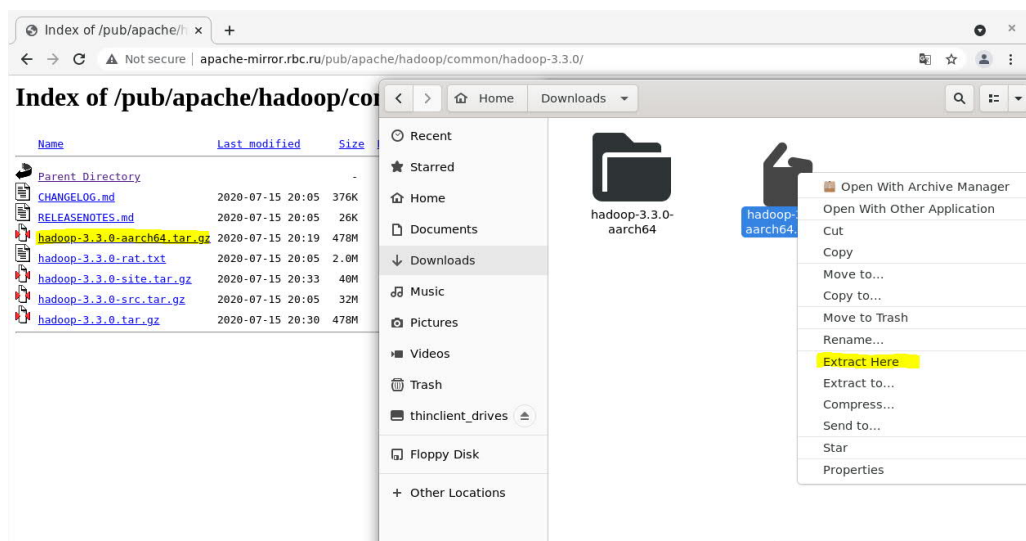 Index of /pub/apache/h
Not secure | apache-mirror.rbc.ru/pub/apache/hadoop/common/hadoop-3.3.0/
Index of /pub/apache/hadoop/co
Name Last modified Size
Parent Directory -
CHANGELOG.md 2020-07-15 20:05 376K
RELEASENOTES.md 2020-07-15 20:05 26K
hadoop-3.3.0-aarch64.tar.gz 2020-07-15 20:19 478M
hadoop-3.3.0-rat.txt 2020-07-15 20:05 2.0M
hadoop-3.3.0-site.tar.gz 2020-07-15 20:33 40M
hadoop-3.3.0-src.tar.gz 2020-07-15 20:05 32M
hadoop-3.3.0.tar.gz 2020-07-15 20:30 478M
Home Downloads
Recent
Starred
Home
Documents
Downloads
Music
Pictures
Videos
Trash
thinclient_drives
Floppy Disk
+ Other Locations
hadoop-3.3.0-
aarch64
hadoop-
aarch64.
Open With Archive Manager
Open With Other Application
Cut
Copy
Move to...
Copy to...
Move to Trash
Rename...
Extract Here
Extract to...
Compress...
Send to...
Star
Properties